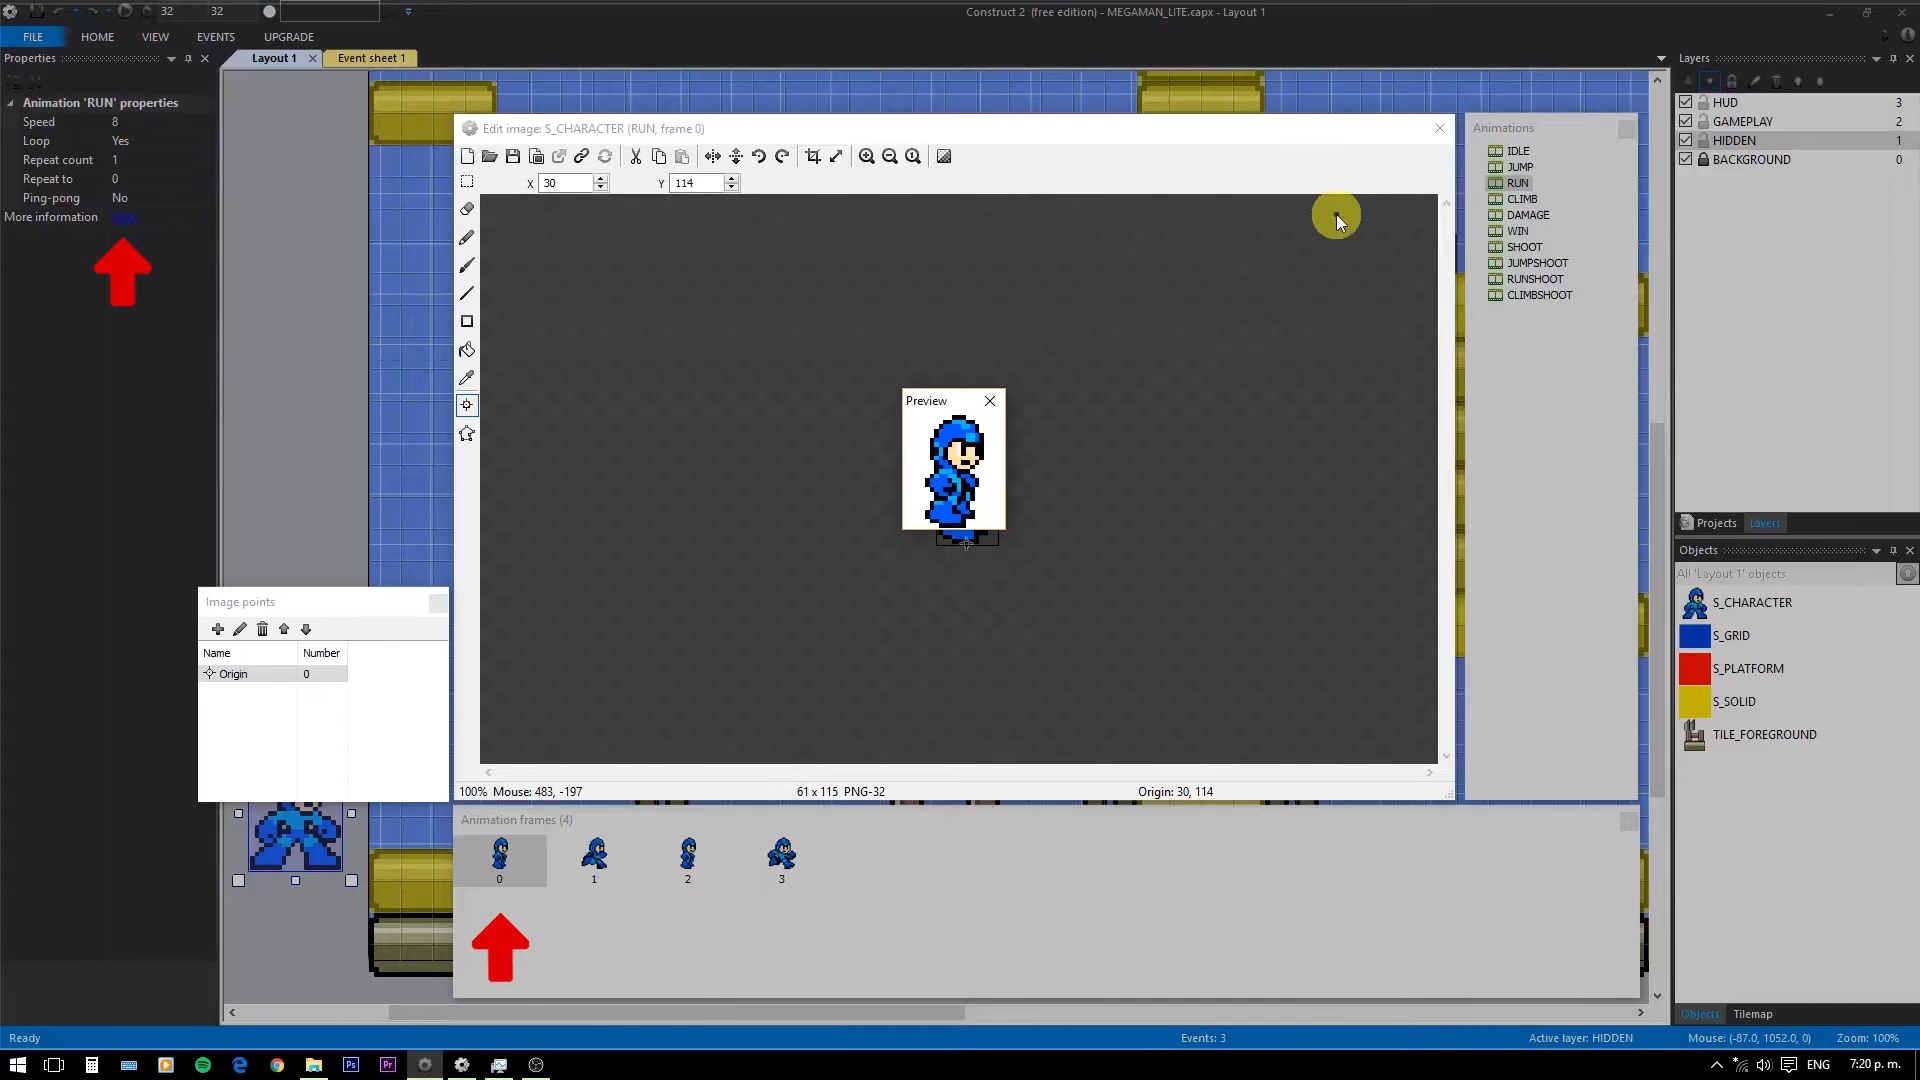 32
32
Construct 2  (free edition) - MEGAMAN_LITE.capx - Layout 1
FILE
HOME
VIEW
EVENTS
UPGRADE
Properties
Layout 1
Event sheet 1
Animation 'RUN' properties
Speed 8
Loop Yes
Repeat count 1
Repeat to 0
Ping-pong No
More information
Edit image: S_CHARACTER (RUN, frame 0)
X 30
Y 114
Preview
Image points
Name Number
Origin 0
100% Mouse: 483, -197
61 x 115 PNG-32
Origin: 30, 114
Animation frames (4)
0
1
2
3
Animations
IDLE
JUMP
RUN
CLIMB
DAMAGE
WIN
SHOOT
JUMPSHOOT
RUNSHOOT
CLIMBSHOOT
Layers
HUD 3
GAMEPLAY 2
HIDDEN 1
BACKGROUND 0
Projects
Layers
Objects
All 'Layout 1' objects
S_CHARACTER
S_GRID
S_PLATFORM
S_SOLID
TILE_FOREGROUND
Objects
Tilemap
Ready
Events: 3
Active layer: HIDDEN
Mouse: (-87.0, 1052.0, 0)
Zoom: 100%
Ps
Pr
ENG
7:20 p. m.